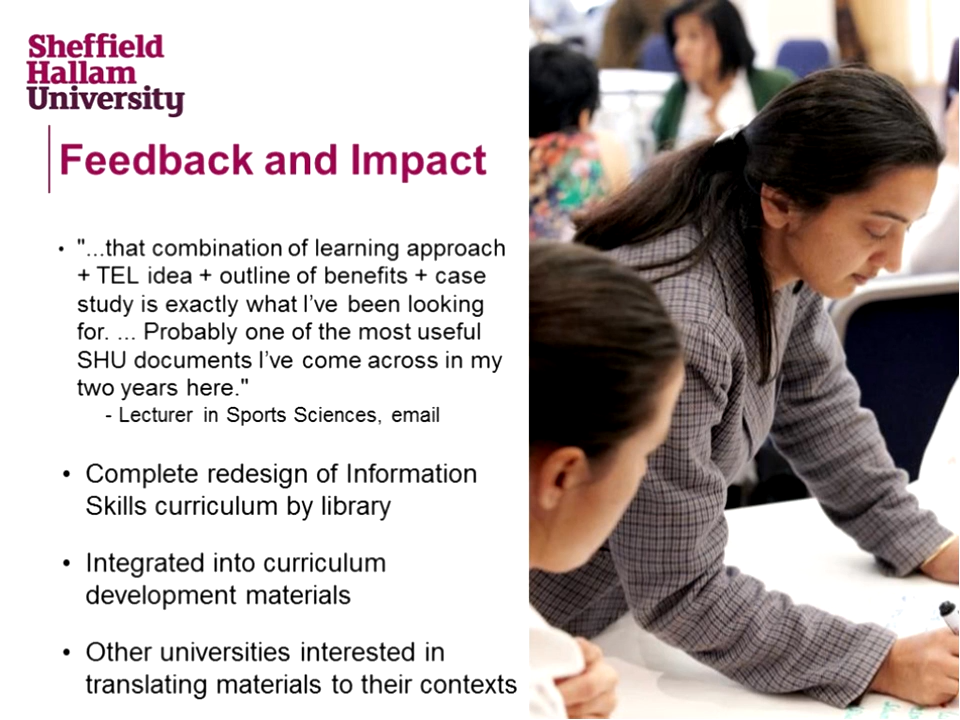 Sheffield
Hallam
University
Feedback and Impact
• "...that combination of learning approach
+ TEL idea + outline of benefits + case
study is exactly what I’ve been looking
for. ... Probably one of the most useful
SHU documents I’ve come across in my
two years here."
- Lecturer in Sports Sciences, email
• Complete redesign of Information
Skills curriculum by library
• Integrated into curriculum
development materials
• Other universities interested in
translating materials to their contexts